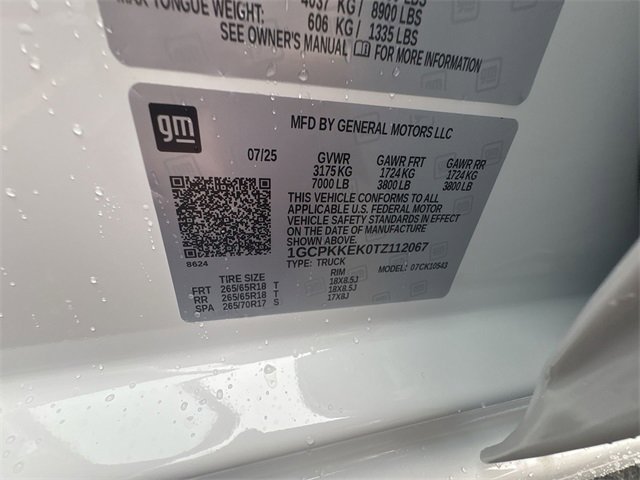 MAX TONGUE WEIGHT:
4037 KG / 8900 LBS
606 KG / 1335 LBS
SEE OWNER'S MANUAL FOR MORE INFORMATION
gm
MFD BY GENERAL MOTORS LLC
07/25 GVWR GAWR FRT GAWR RR
3175 KG 1724 KG 1724 KG
7000 LB 3800 LB 3800 LB
THIS VEHICLE CONFORMS TO ALL
APPLICABLE U.S. FEDERAL MOTOR
VEHICLE SAFETY STANDARDS IN EFFECT
ON THE DATE OF MANUFACTURE
SHOWN ABOVE.
1GCPKKEK0TZ112067
8624 TYPE: TRUCK 07CK10543
TIRE SIZE RIM
FRT 265/65R18 T 18X8.5J
RR 265/65R18 T 18X8.5J
SPA 265/70R17 S 17X8J